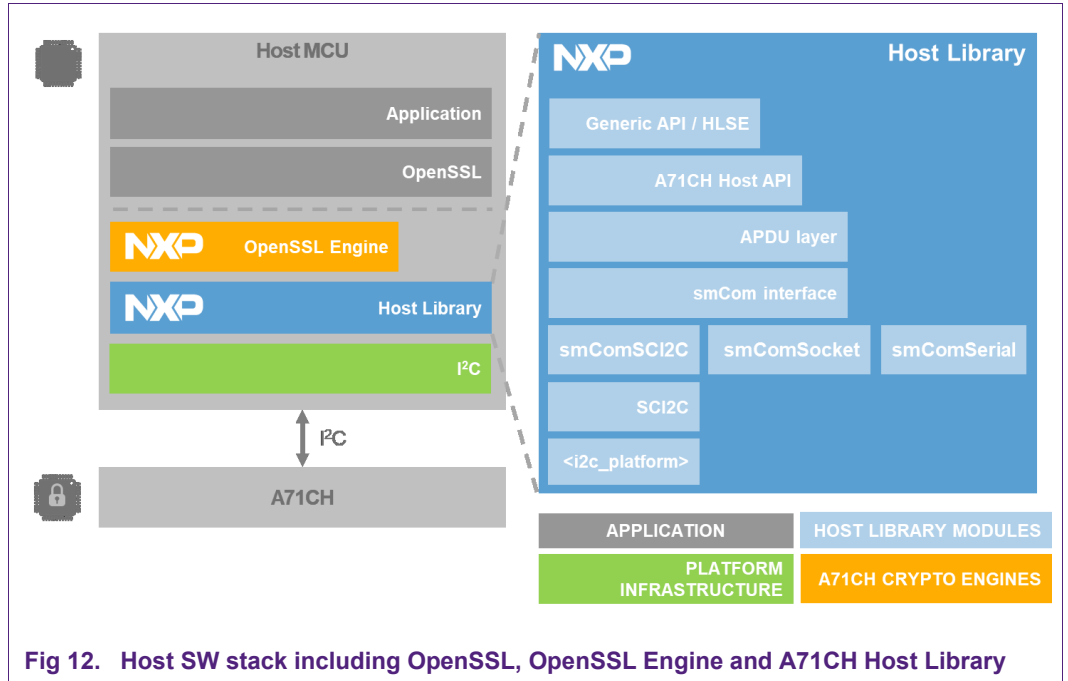 Host MCU
Application
OpenSSL
NXP OpenSSL Engine
NXP Host Library
I²C
I²C
A71CH
NXP Host Library
Generic API / HLSE
A71CH Host API
APDU layer
smCom interface
smComSCI2C smComSocket smComSerial
SCI2C
<i2c_platform>
APPLICATION HOST LIBRARY MODULES
PLATFORM
INFRASTRUCTURE
A71CH CRYPTO ENGINES
Fig 12. Host SW stack including OpenSSL, OpenSSL Engine and A71CH Host Library